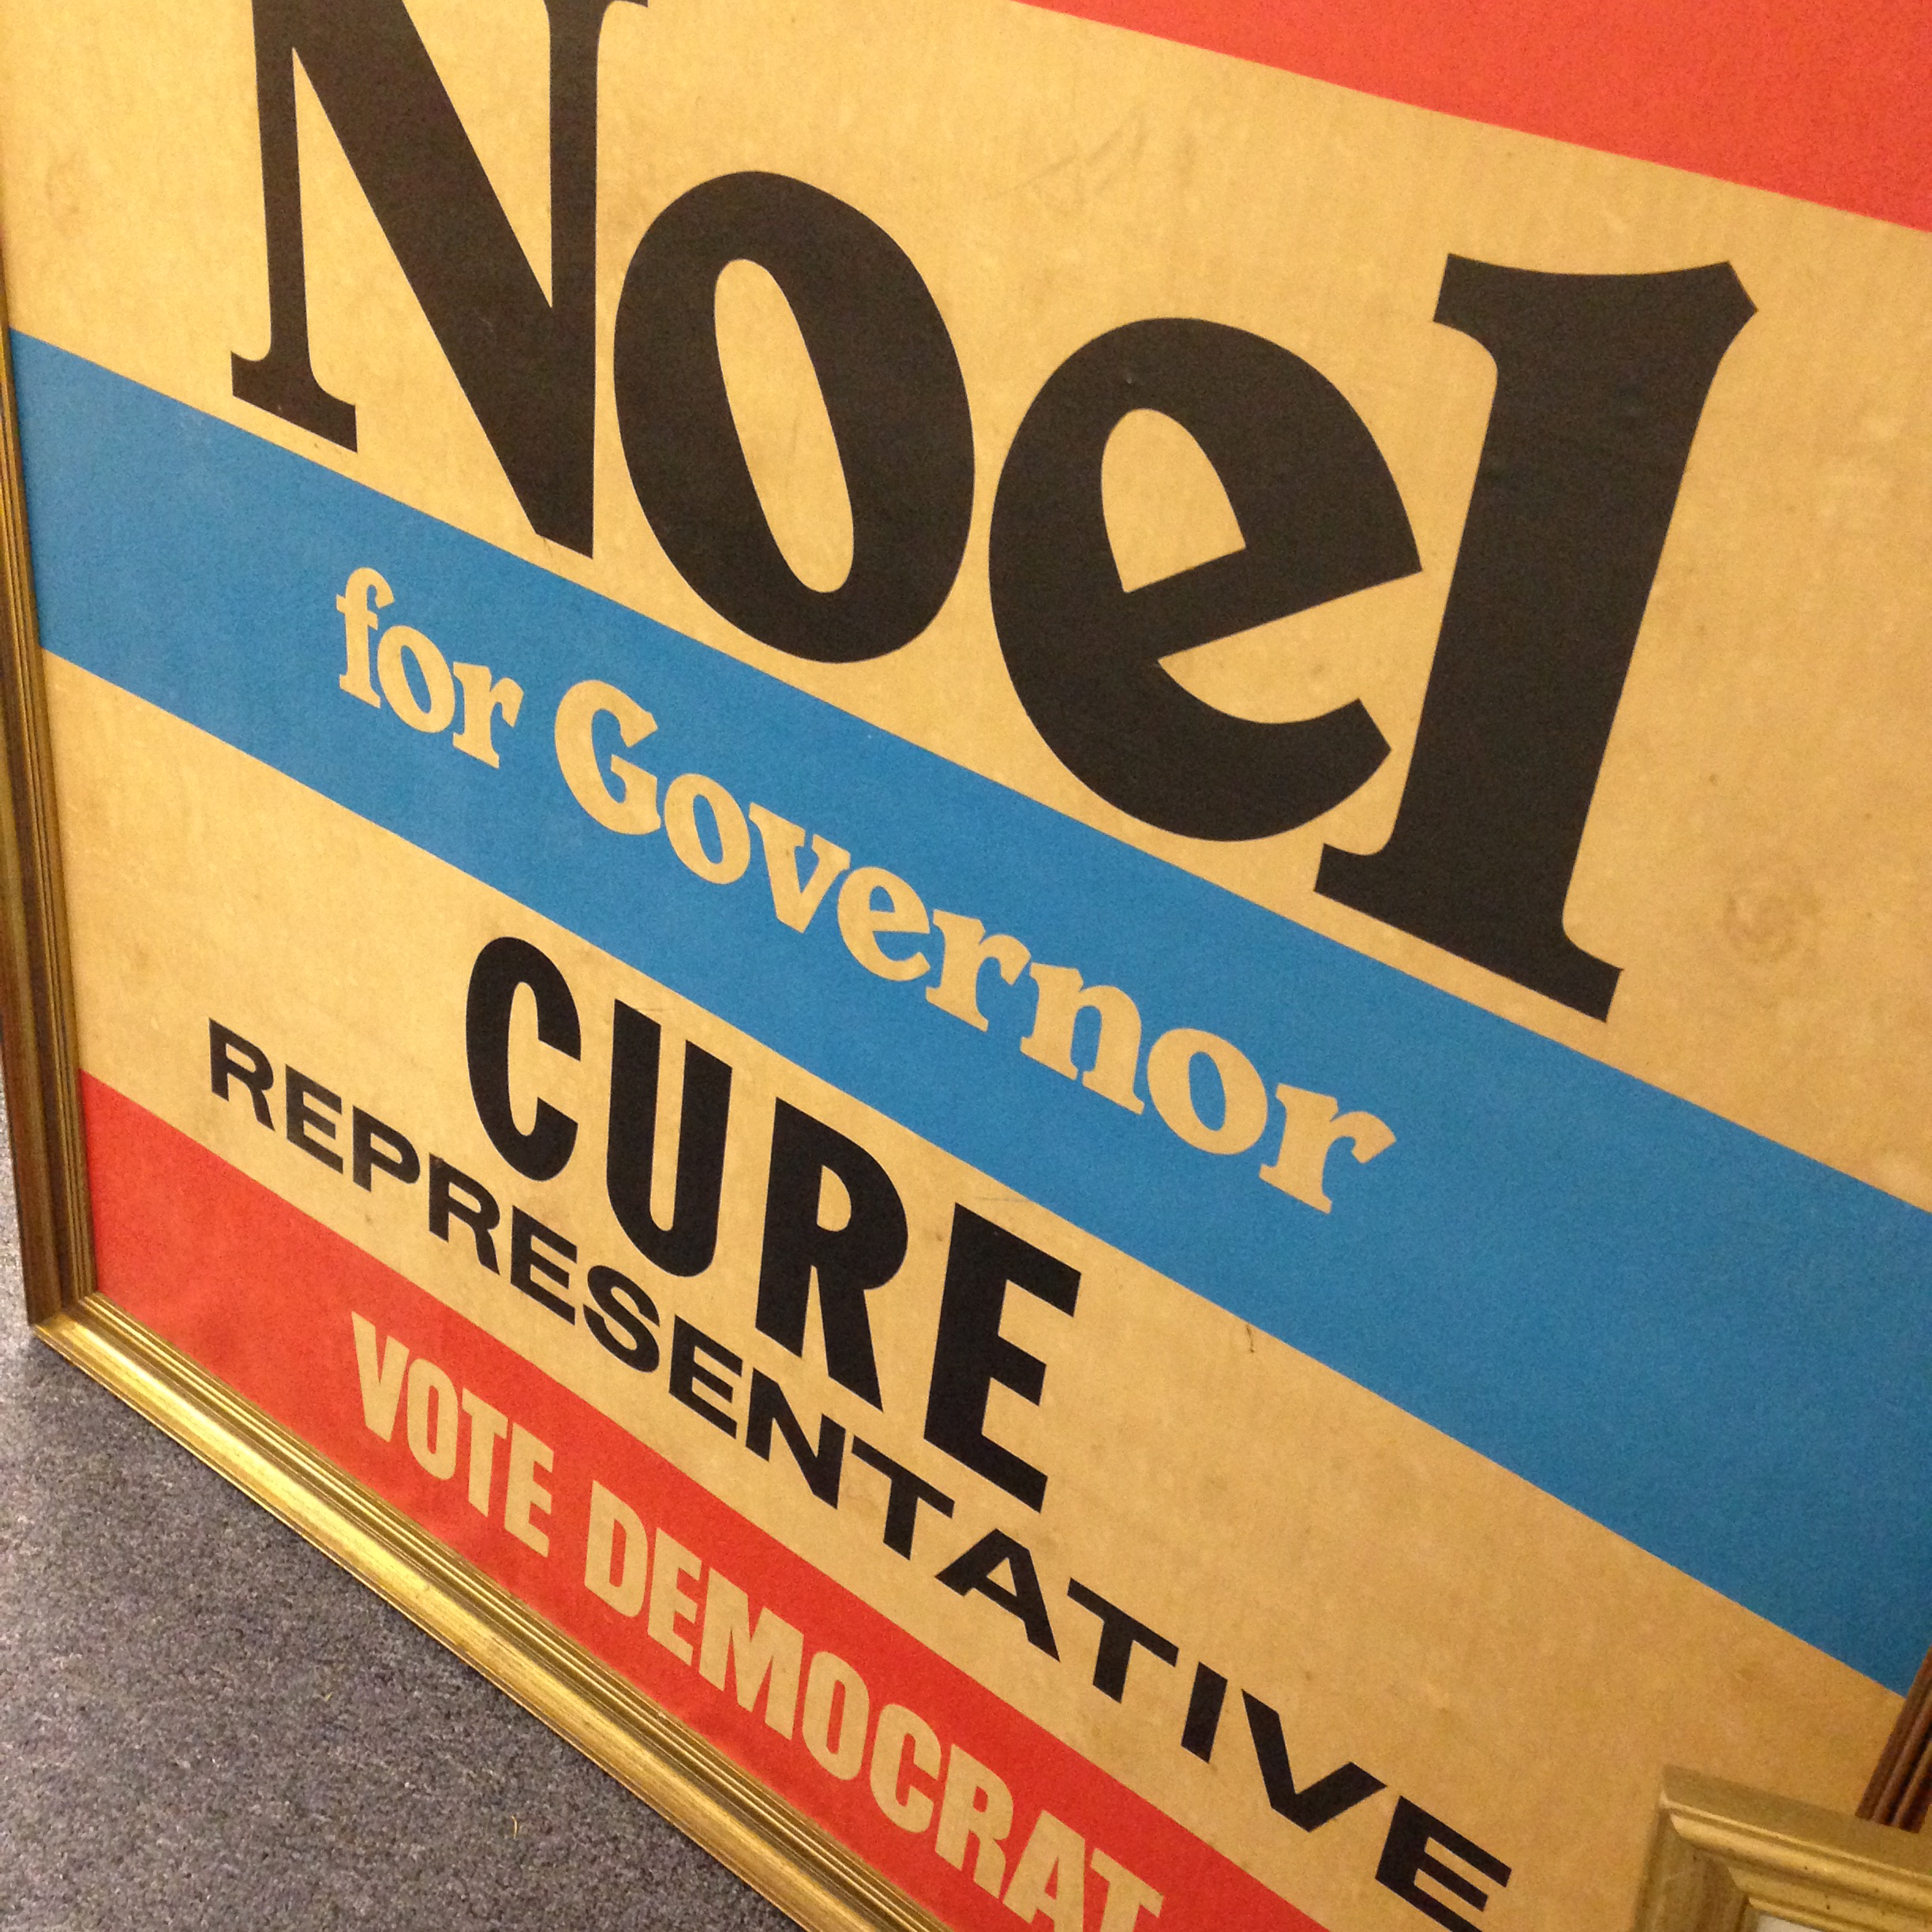 Noel
for Governor
CURE
REPRESENTATIVE
VOTE DEMOCRAT